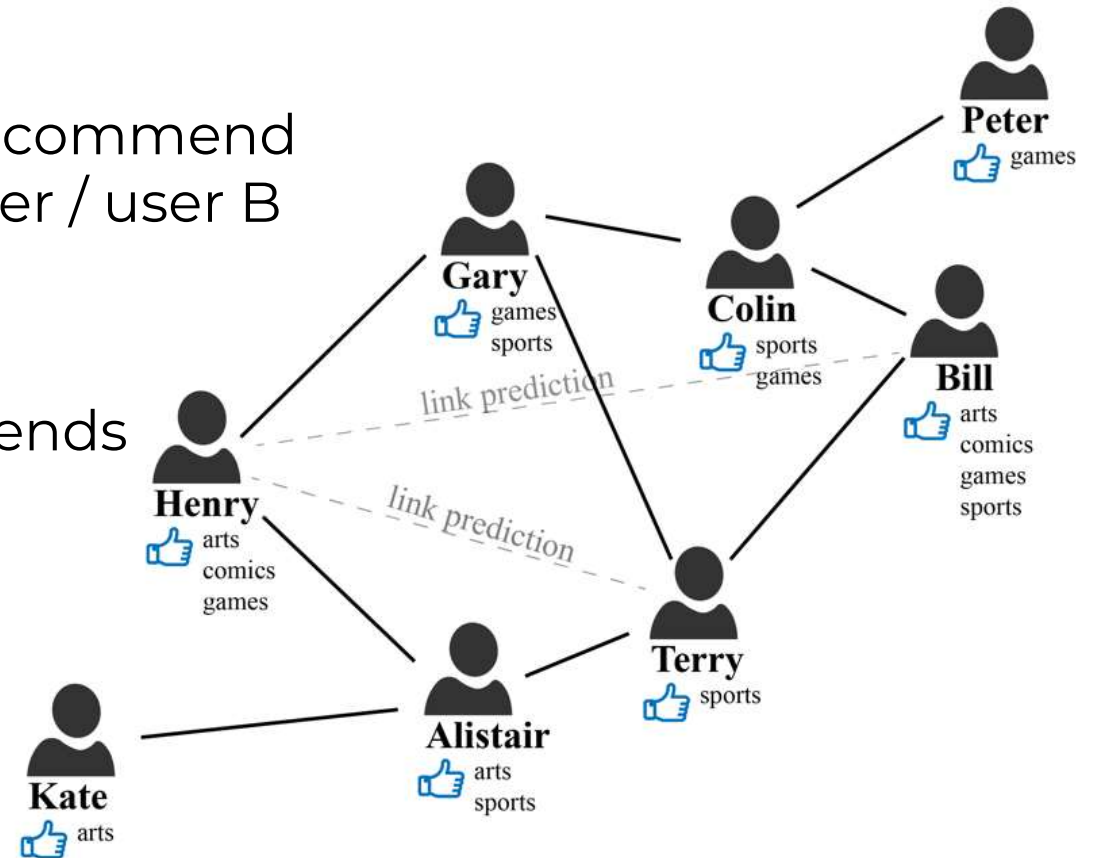 commend
er / user B
ends
Peter
games
Gary
games
sports
Colin
sports
games
Bill
arts
comics
games
sports
link prediction
Henry
arts
comics
games
link prediction
Terry
sports
Alistair
arts
sports
Kate
arts